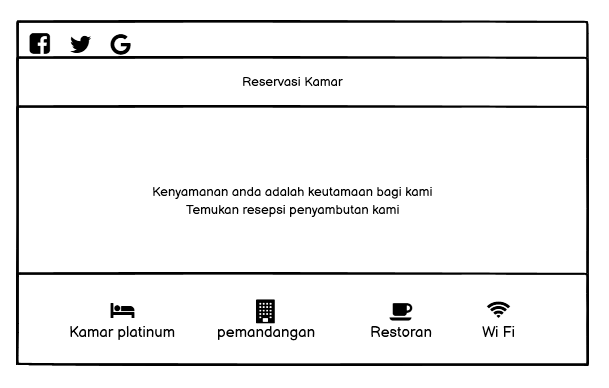 Reservasi Kamar
Kenyamanan anda adalah keutamaan bagi kami
Temukan resepsi penyambutan kami
Kamar platinum
pemandangan
Restoran
Wi Fi